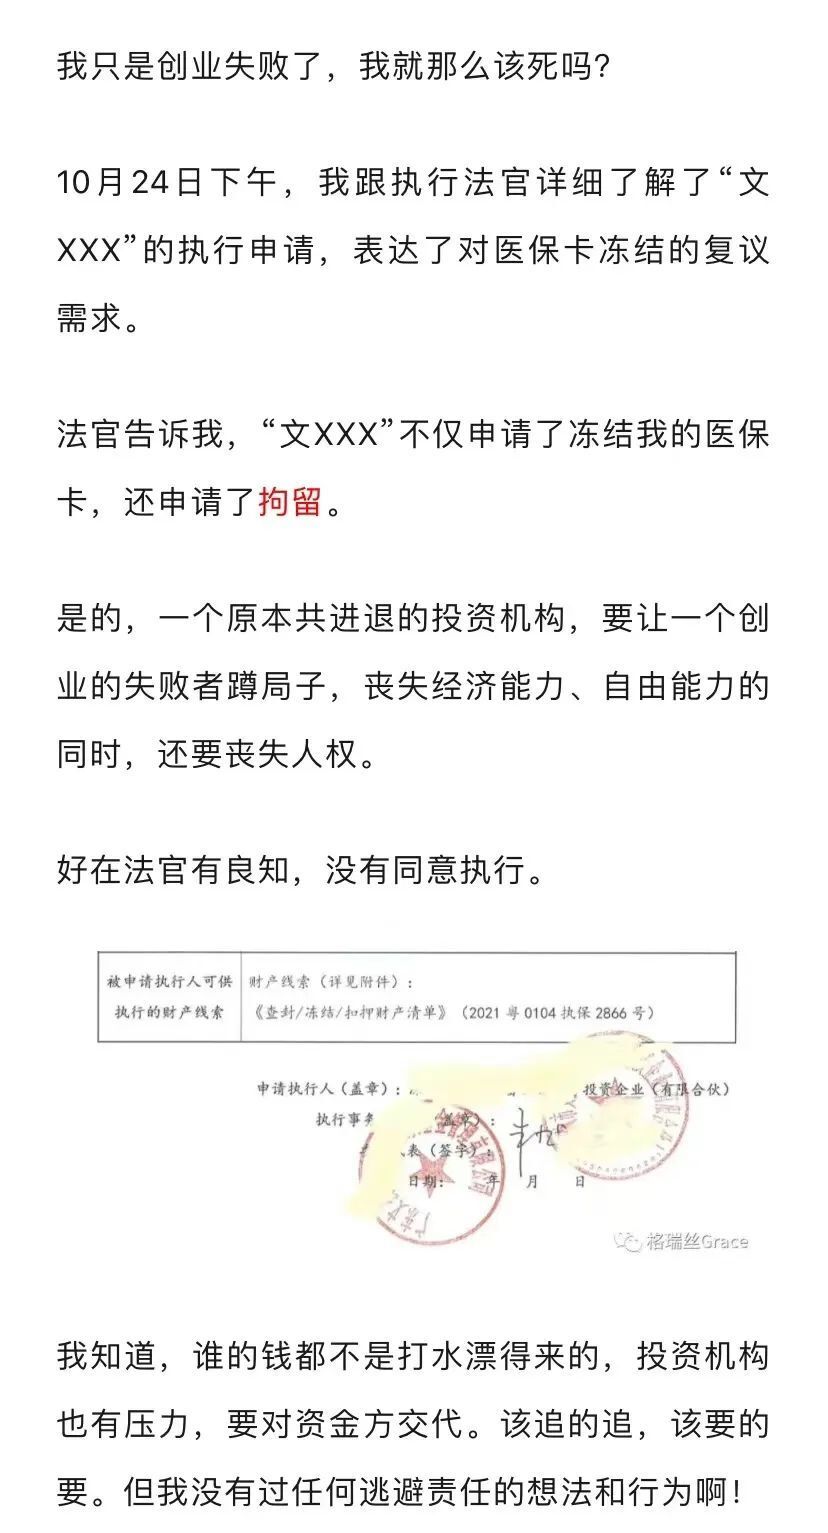 我只是创业失败了，我就那么该死吗？
10月24日下午，我跟执行法官详细了解了“文
XXX”的执行申请，表达了对医保卡冻结的复议
需求。
法官告诉我，“文XXX”不仅申请了冻结我的医保
卡，还申请了拘留。
是的，一个原本共进退的投资机构，要让一个创
业的失败者蹲局子，丧失经济能力、自由能力的
同时，还要丧失人权。
好在法官有良知，没有同意执行。
被申请执行人可供
执行的财产线索
财产线索（详见附件）：
《查封/冻结/扣押财产清单》（2021 粤 0104 执保 2866 号）
申请执行人（盖章）： 投资企业（有限合伙）
执行事务 盖章）：
表（签字）：
日期： 年 月 日
格瑞丝Grace
我知道，谁的钱都不是打水漂得来的，投资机构
也有压力，要对资金方交代。该追的追，该要的
要。但我没有过任何逃避责任的想法和行为啊！